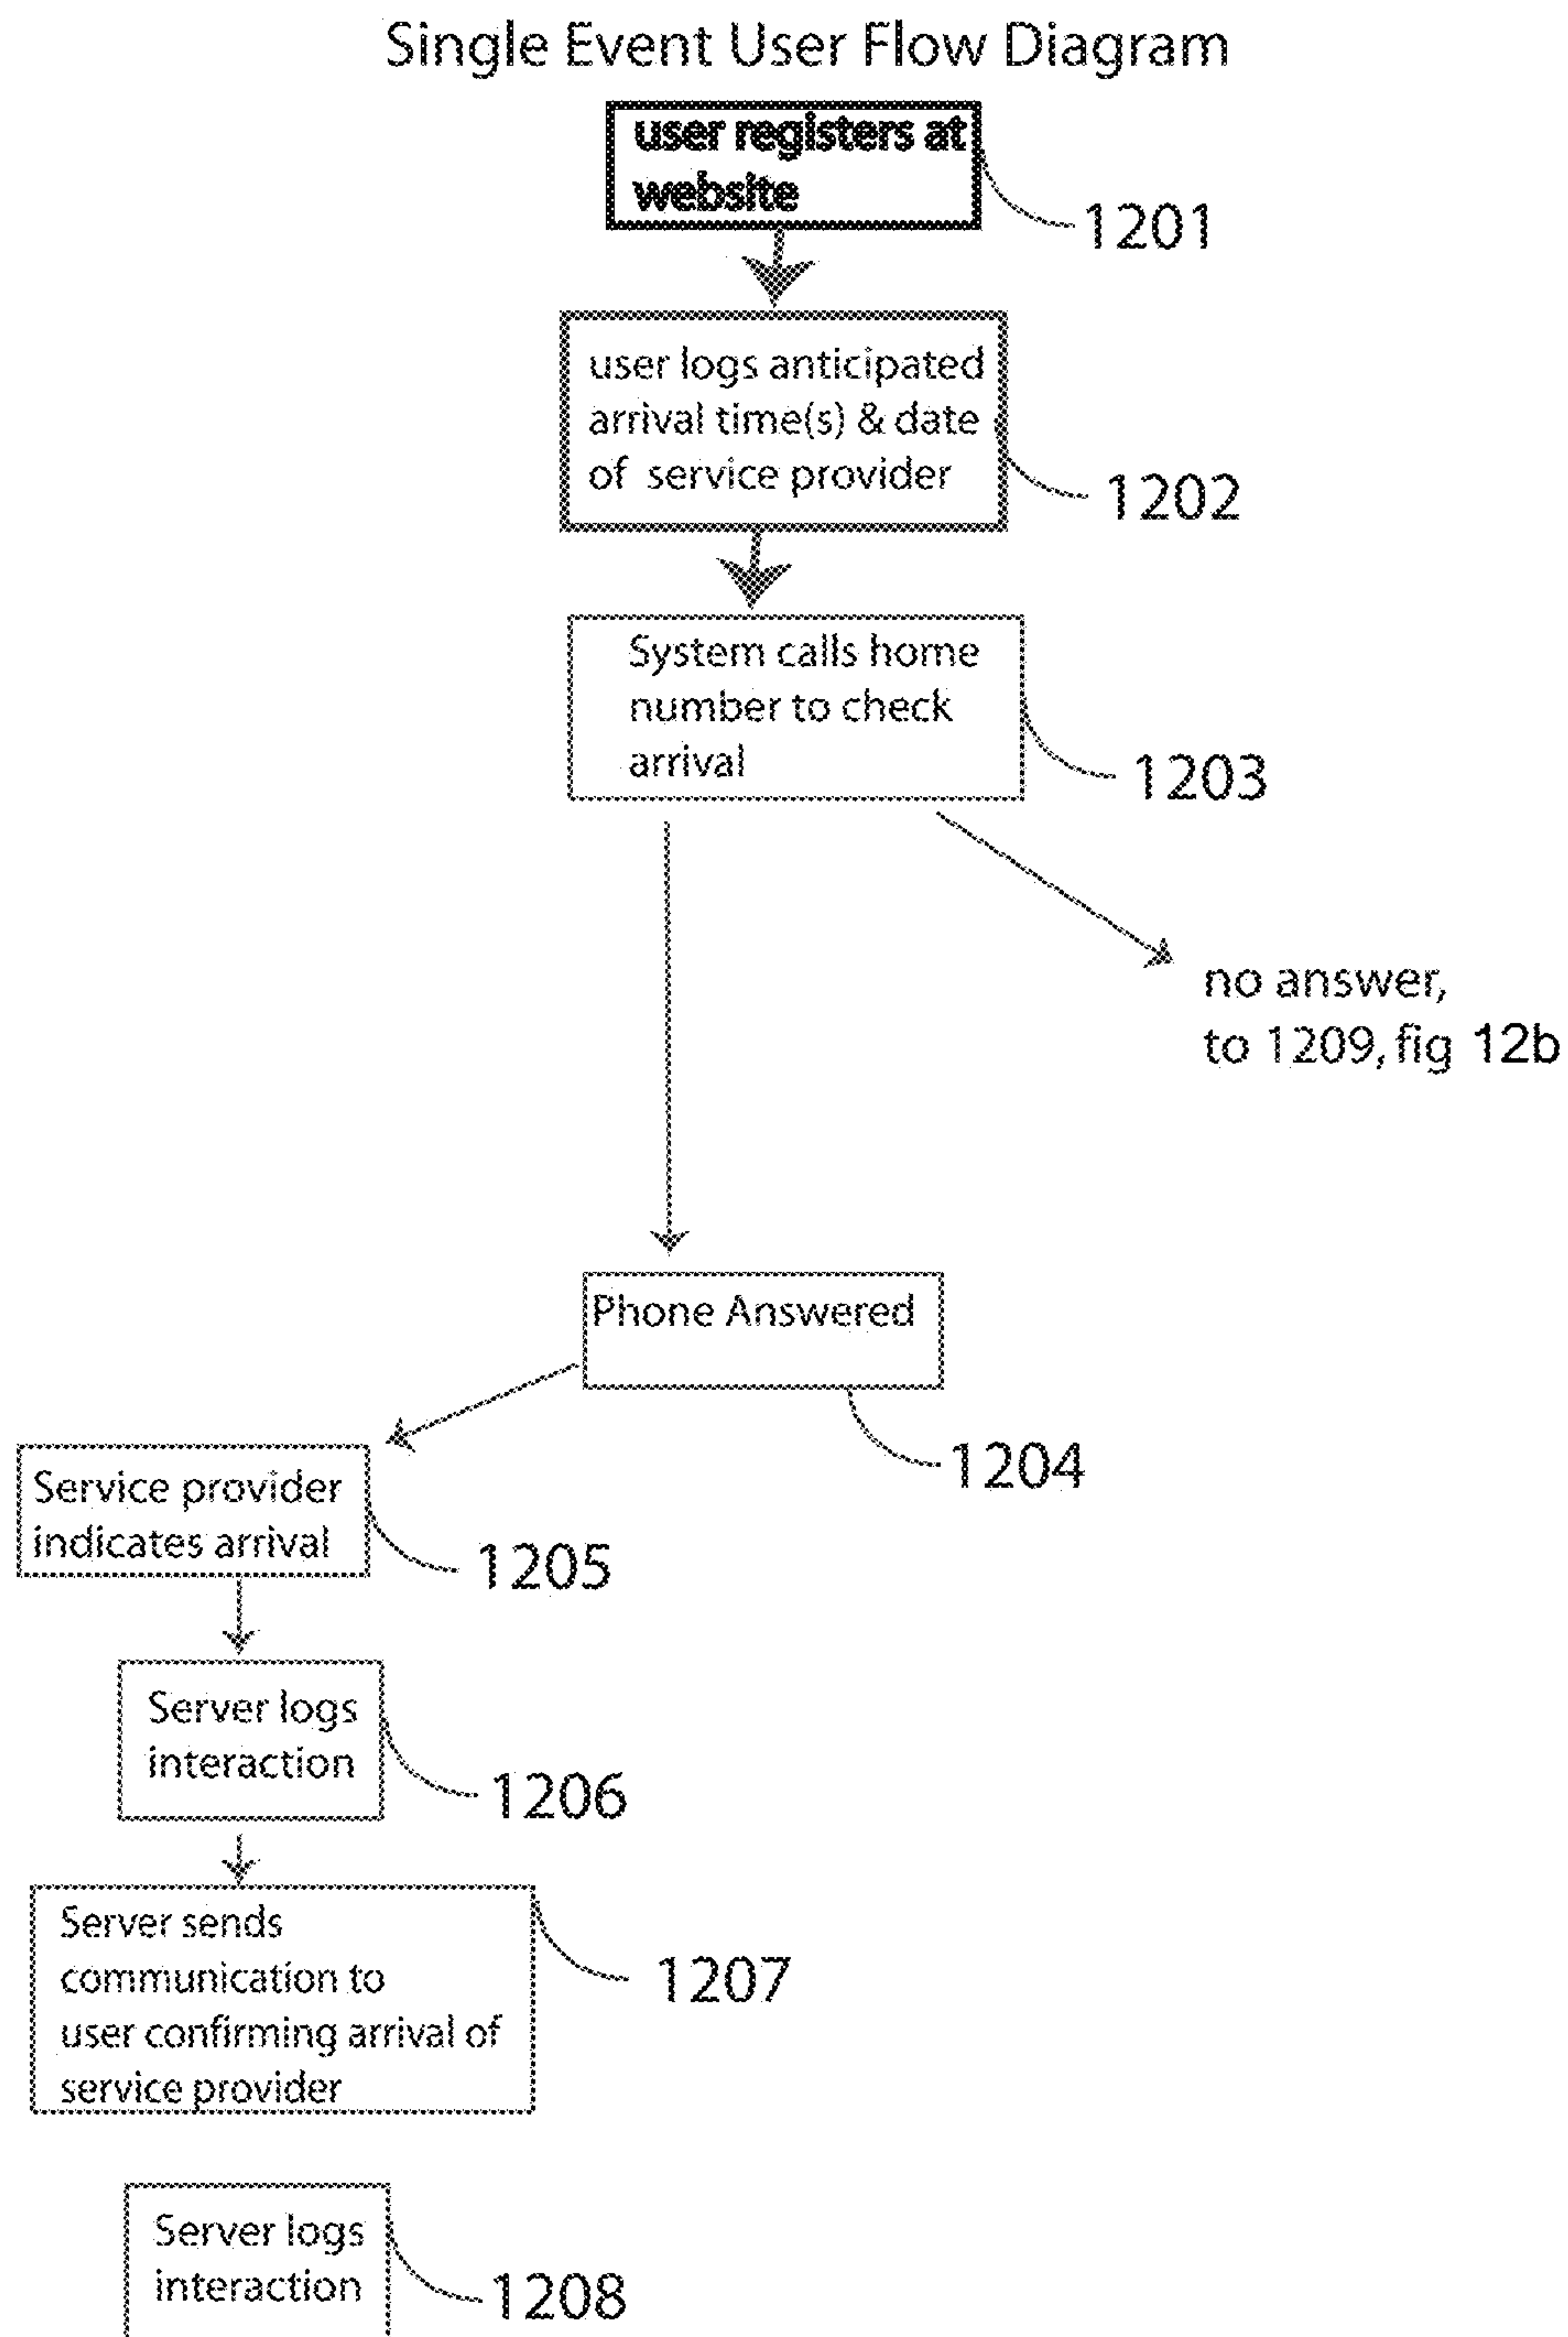 Single Event User Flow Diagram
user registers at
website
1201
user logs anticipated
arrival time(s) & date
of service provider
1202
System calls home
number to check
arrival
1203
no answer,
to 1209, fig 12b
Phone Answered
1204
Service provider
indicates arrival
1205
Server logs
interaction
1206
Server sends
communication to
user confirming arrival of
service provider
1207
Server logs
interaction
1208